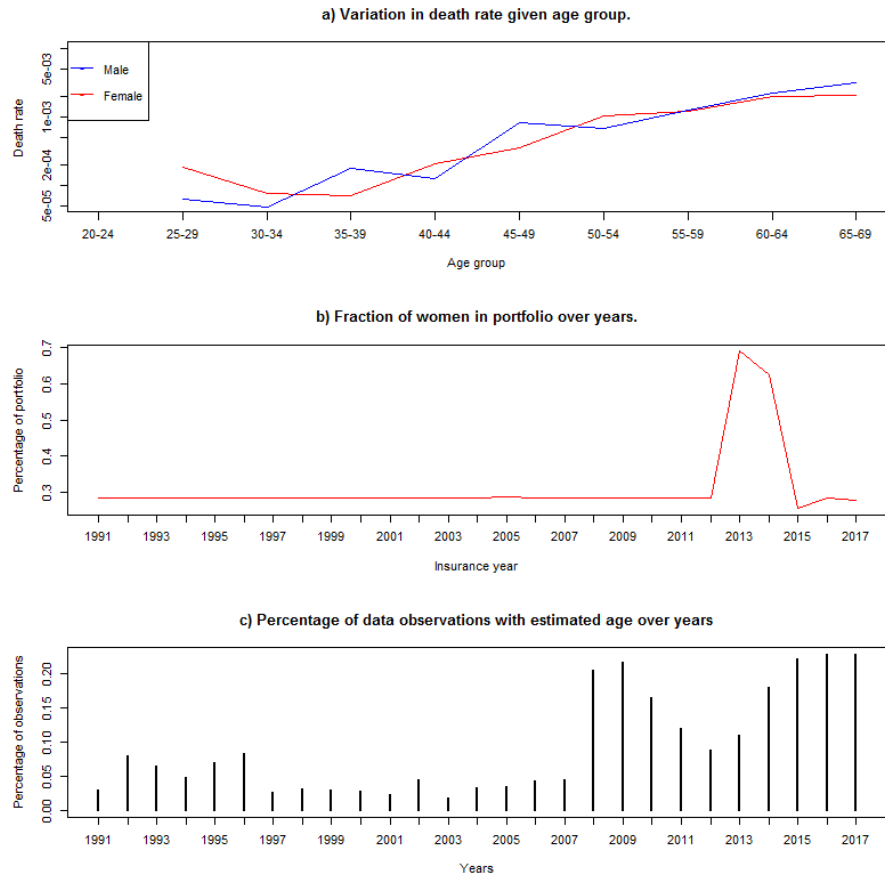 a) Variation in death rate given age group.
Death rate
5e-03
1e-03
2e-04
5e-05
Male
Female
20-24 25-29 30-34 35-39 40-44 45-49 50-54 55-59 60-64 65-69
Age group
b) Fraction of women in portfolio over years.
Percentage of portfolio
0.7
0.6
0.5
0.4
0.3
1991 1993 1995 1997 1999 2001 2003 2005 2007 2009 2011 2013 2015 2017
Insurance year
c) Percentage of data observations with estimated age over years
Percentage of observations
0.20
0.15
0.10
0.05
0.00
1991 1993 1995 1997 1999 2001 2003 2005 2007 2009 2011 2013 2015 2017
Years